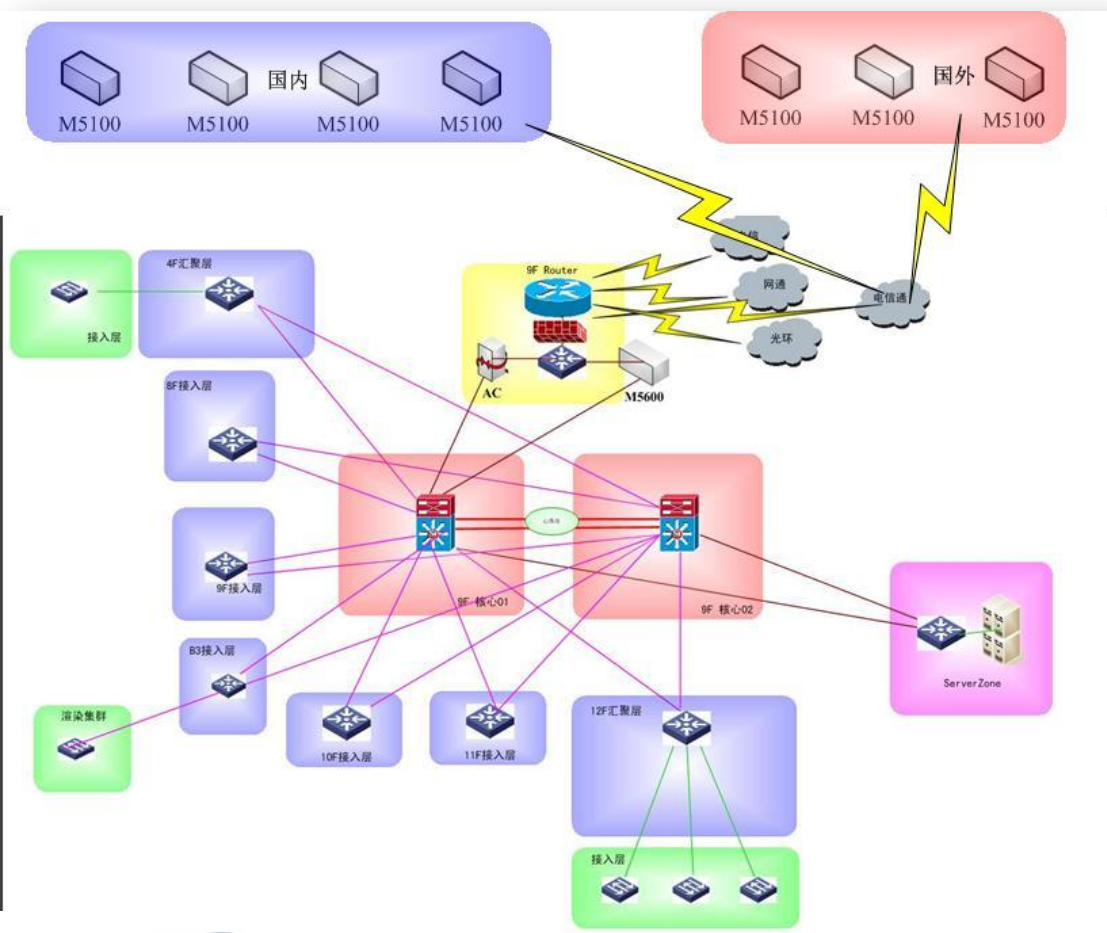 国内
国外
M5100
M5100
M5100
M5100
M5100
M5100
M5100
4F汇聚层
9F Router
网通
电信通
接入层
光环
8F接入层
AC
M5600
9F接入层
9F 核心01
9F 核心02
B3接入层
ServerZone
渲染集群
12F汇聚层
10F接入层
11F接入层
接入层